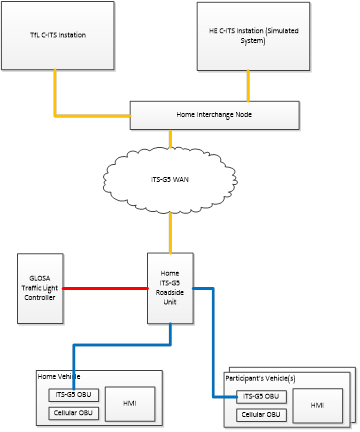 TfL C-ITS Instation
HE C-ITS Instation (Simulated
System)
Home Interchange Node
ITS-G5 WAN
GLOSA
Traffic Light
Controller
Home
ITS-G5
Roadside
Unit
Home Vehicle
ITS-G5 OBU
Cellular OBU
HMI
Participant's Vehicle(s)
ITS-G5 OBU
Cellular OBU
HMI